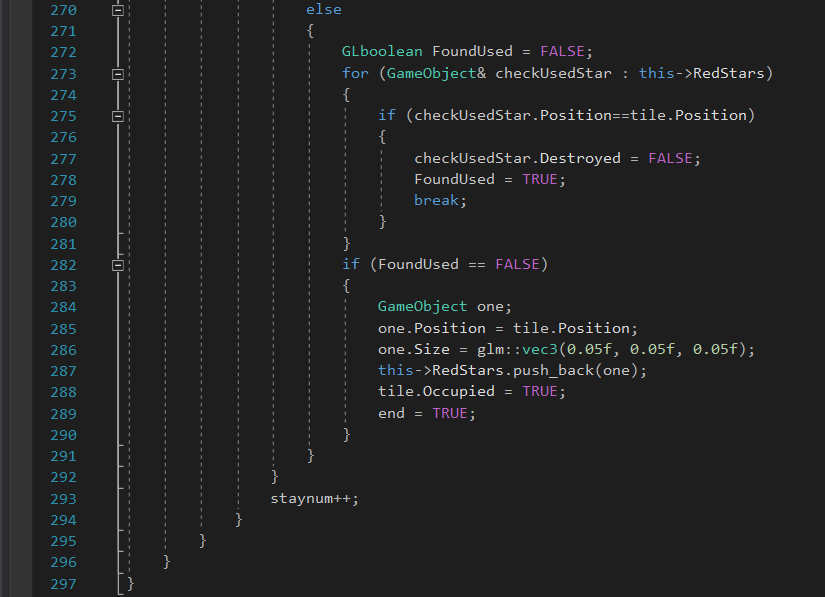 270 else
271 {
272 GLboolean FoundUsed = FALSE;
273 for (GameObject& checkUsedStar : this->RedStars)
274 {
275 if (checkUsedStar.Position==tile.Position)
276 {
277 checkUsedStar.Destroyed = FALSE;
278 FoundUsed = TRUE;
279 break;
280 }
281 }
282 if (FoundUsed == FALSE)
283 {
284 GameObject one;
285 one.Position = tile.Position;
286 one.Size = glm::vec3(0.05f, 0.05f, 0.05f);
287 this->RedStars.push_back(one);
288 tile.Occupied = TRUE;
289 end = TRUE;
290 }
291 }
292 }
293 staynum++;
294 }
295 }
296 }
297 }